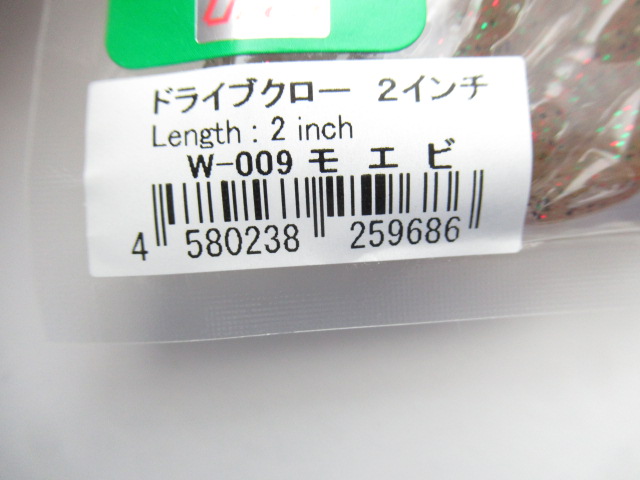 ドライブクロー 2インチ
Length : 2 inch
W-009 モエビ
4 580238 259686